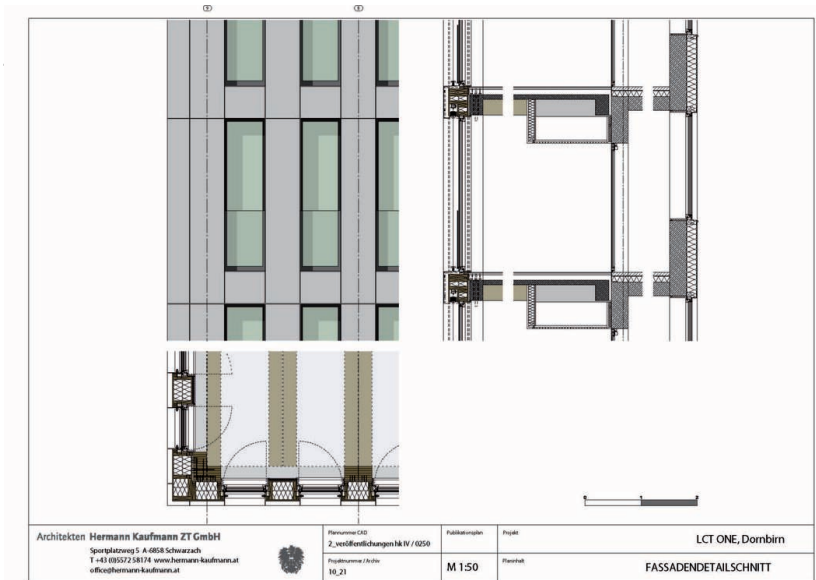 Architekten Hermann Kaufmann ZT GmbH
Sportplatzweg 5 A-6858 Schwarzach
T +43 (0)5572 58174 www.hermann-kaufmann.at
office@hermann-kaufmann.at
Plannummer CAD
2_veröffentlichungen hk IV / 0250
Projektnummer / Archiv
10_21
Publikationsplan
M 1:50
Projekt
LCT ONE, Dornbirn
Planinhalt
FASSADENDETAILSCHNITT